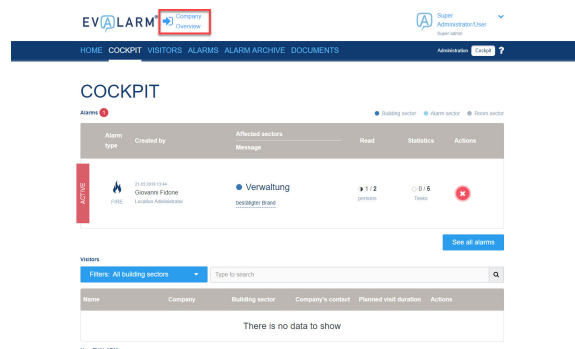 EVALARM®
Company
Overview
Super
Administrator/User
Super admin
HOME COCKPIT VISITORS ALARMS ALARM ARCHIVE DOCUMENTS
Administration Cockpit ?
COCKPIT
Alarms 1
Building sector Alarm sector Room sector
Alarm
type
Created by
Affected sectors
Message
Read
Statistics
Actions
ACTIVE
FIRE
21.03.2019 13:44
Giovanni Fidone
Location Administrator
Verwaltung
bestätigter Brand
1 / 2
persons
0 / 6
Tasks
See all alarms
Visitors
Filters: All building sectors
Type to search
Name Company Building sector Company's contact Planned visit duration Actions
There is no data to show